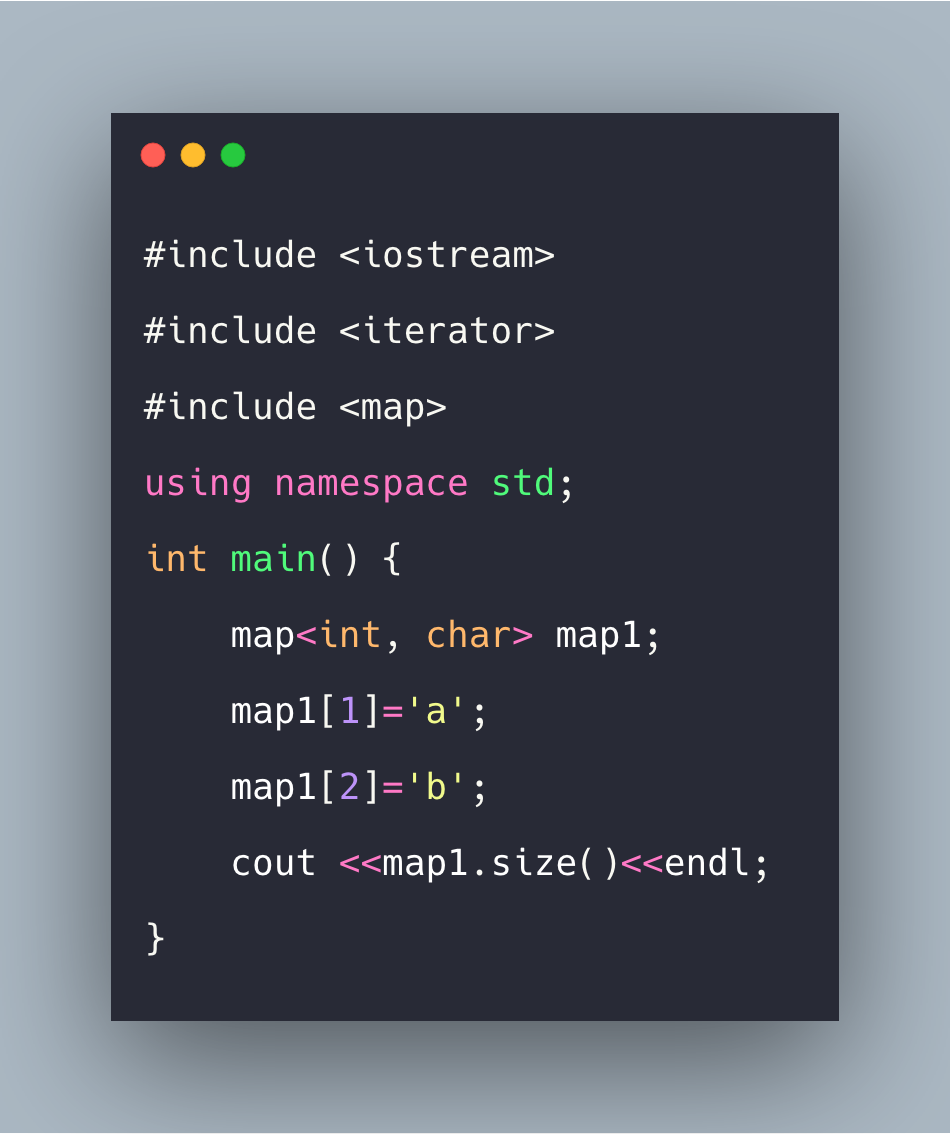 #include <iostream>
#include <iterator>
#include <map>
using namespace std;
int main() {
    map<int, char> map1;
    map1[1]='a';
    map1[2]='b';
    cout <<map1.size()<<endl;
}